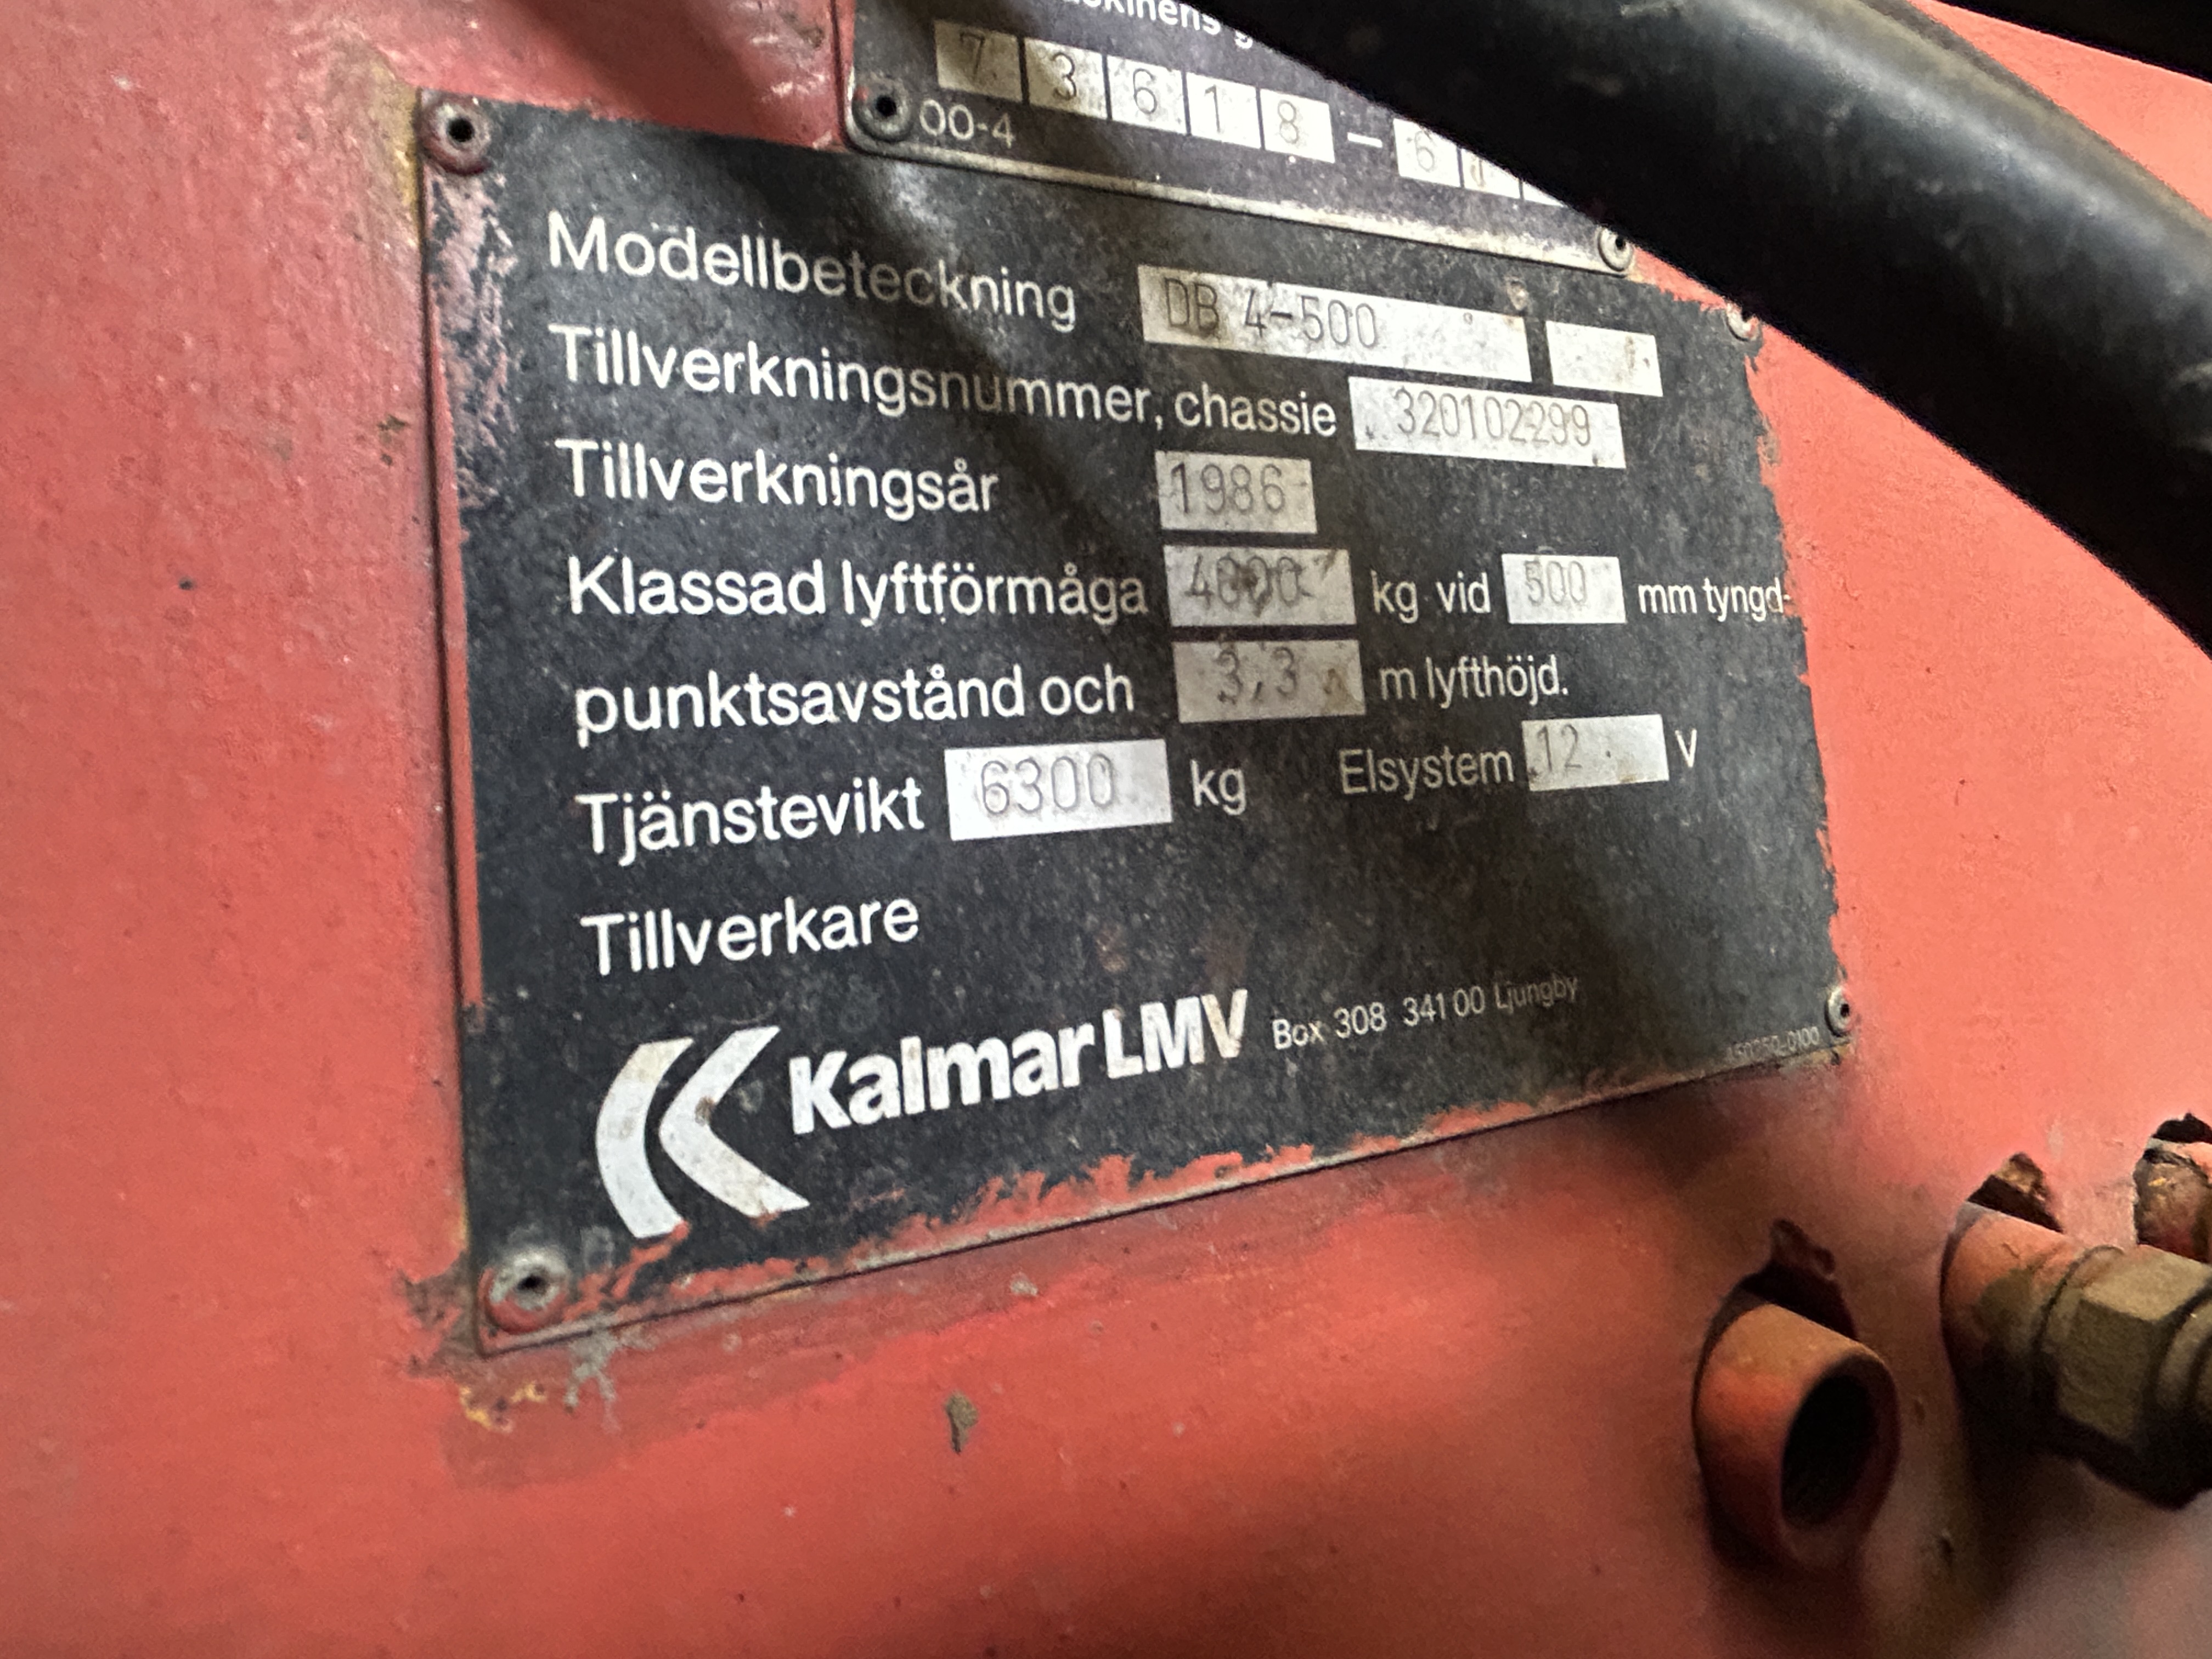 7 3 6 1 8 – 6
00-4
Modellbeteckning DB 4-500
Tillverkningsnummer, chassie 320102299
Tillverkningsår 1986
Klassad lyftförmåga 4000 kg vid 500 mm tyngd-
punktsavstånd och 3,3 m lyfthöjd.
Tjänstevikt 6300 kg Elsystem 12 V
Tillverkare
Kalmar LMV Box 308 341 00 Ljungby